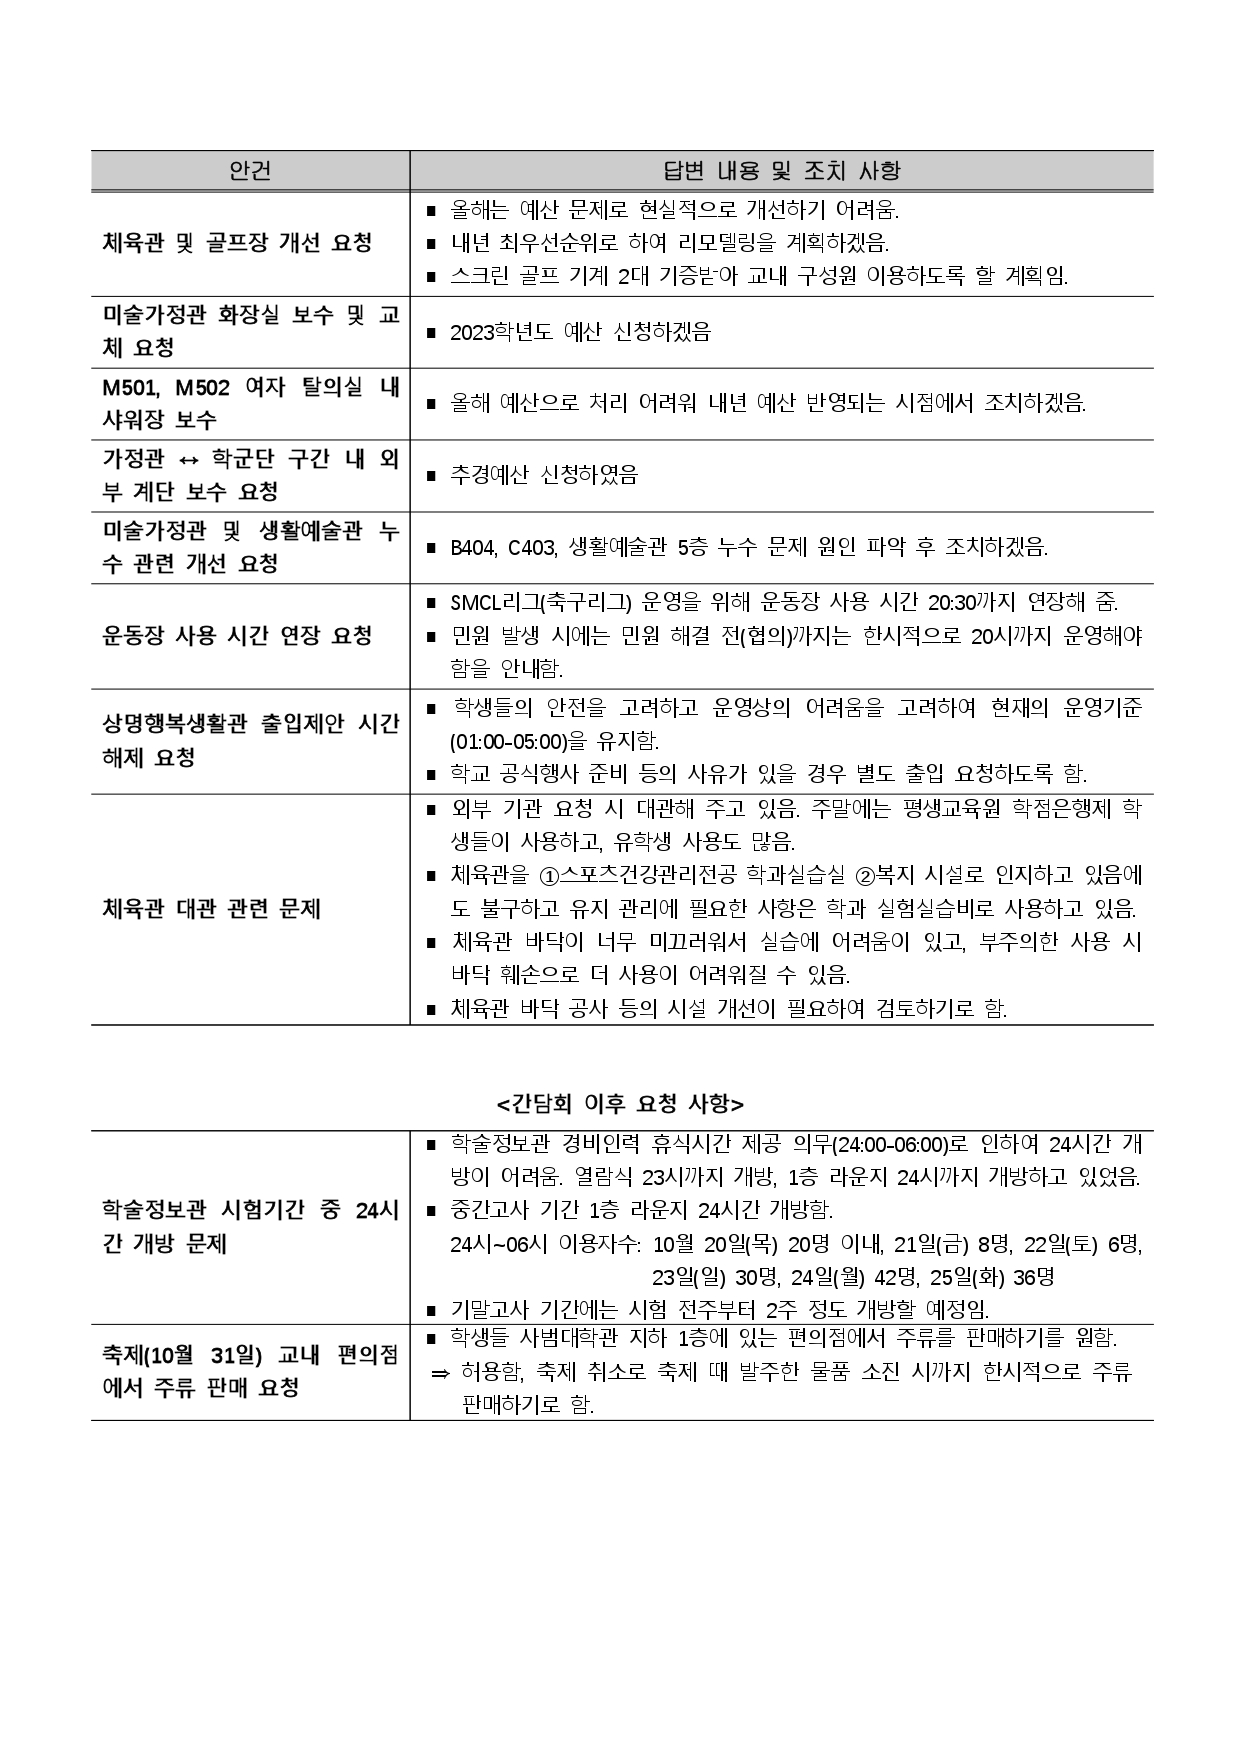 안건
답변 내용 및 조치 사항
체육관 및 골프장 개선 요청
■ 올해는 예산 문제로 현실적으로 개선하기 어려움.
■ 내년 최우선순위로 하여 리모델링을 계획하겠음.
■ 스크린 골프 기계 2대 기증받아 교내 구성원 이용하도록 할 계획임.
미술가정관 화장실 보수 및 교
체 요청
■ 2023학년도 예산 신청하겠음
M501, M502 여자 탈의실 내
샤워장 보수
■ 올해 예산으로 처리 어려워 내년 예산 반영되는 시점에서 조치하겠음.
가정관 ↔ 학군단 구간 내 외
부 계단 보수 요청
■ 추경예산 신청하였음
미술가정관 및 생활예술관 누
수 관련 개선 요청
■ B404, C403, 생활예술관 5층 누수 문제 원인 파악 후 조치하겠음.
운동장 사용 시간 연장 요청
■ SMCL리그(축구리그) 운영을 위해 운동장 사용 시간 20:30까지 연장해 줌.
■ 민원 발생 시에는 민원 해결 전(협의)까지는 한시적으로 20시까지 운영해야
함을 안내함.
상명행복생활관 출입제안 시간
해제 요청
■ 학생들의 안전을 고려하고 운영상의 어려움을 고려하여 현재의 운영기준
(01:00-05:00)을 유지함.
■ 학교 공식행사 준비 등의 사유가 있을 경우 별도 출입 요청하도록 함.
체육관 대관 관련 문제
■ 외부 기관 요청 시 대관해 주고 있음. 주말에는 평생교육원 학점은행제 학
생들이 사용하고, 유학생 사용도 많음.
■ 체육관을 ①스포츠건강관리전공 학과실습실 ②복지 시설로 인지하고 있음에
도 불구하고 유지 관리에 필요한 사항은 학과 실험실습비로 사용하고 있음.
■ 체육관 바닥이 너무 미끄러워서 실습에 어려움이 있고, 부주의한 사용 시
바닥 훼손으로 더 사용이 어려워질 수 있음.
■ 체육관 바닥 공사 등의 시설 개선이 필요하여 검토하기로 함.
<간담회 이후 요청 사항>
학술정보관 시험기간 중 24시
간 개방 문제
■ 학술정보관 경비인력 휴식시간 제공 의무(24:00-06:00)로 인하여 24시간 개
방이 어려움. 열람식 23시까지 개방, 1층 라운지 24시까지 개방하고 있었음.
■ 중간고사 기간 1층 라운지 24시간 개방함.
24시~06시 이용자수: 10월 20일(목) 20명 이내, 21일(금) 8명, 22일(토) 6명,
23일(일) 30명, 24일(월) 42명, 25일(화) 36명
■ 기말고사 기간에는 시험 전주부터 2주 정도 개방할 예정임.
축제(10월 31일) 교내 편의점
에서 주류 판매 요청
■ 학생들 사범대학관 지하 1층에 있는 편의점에서 주류를 판매하기를 원함.
⇒ 허용함, 축제 취소로 축제 때 발주한 물품 소진 시까지 한시적으로 주류
판매하기로 함.